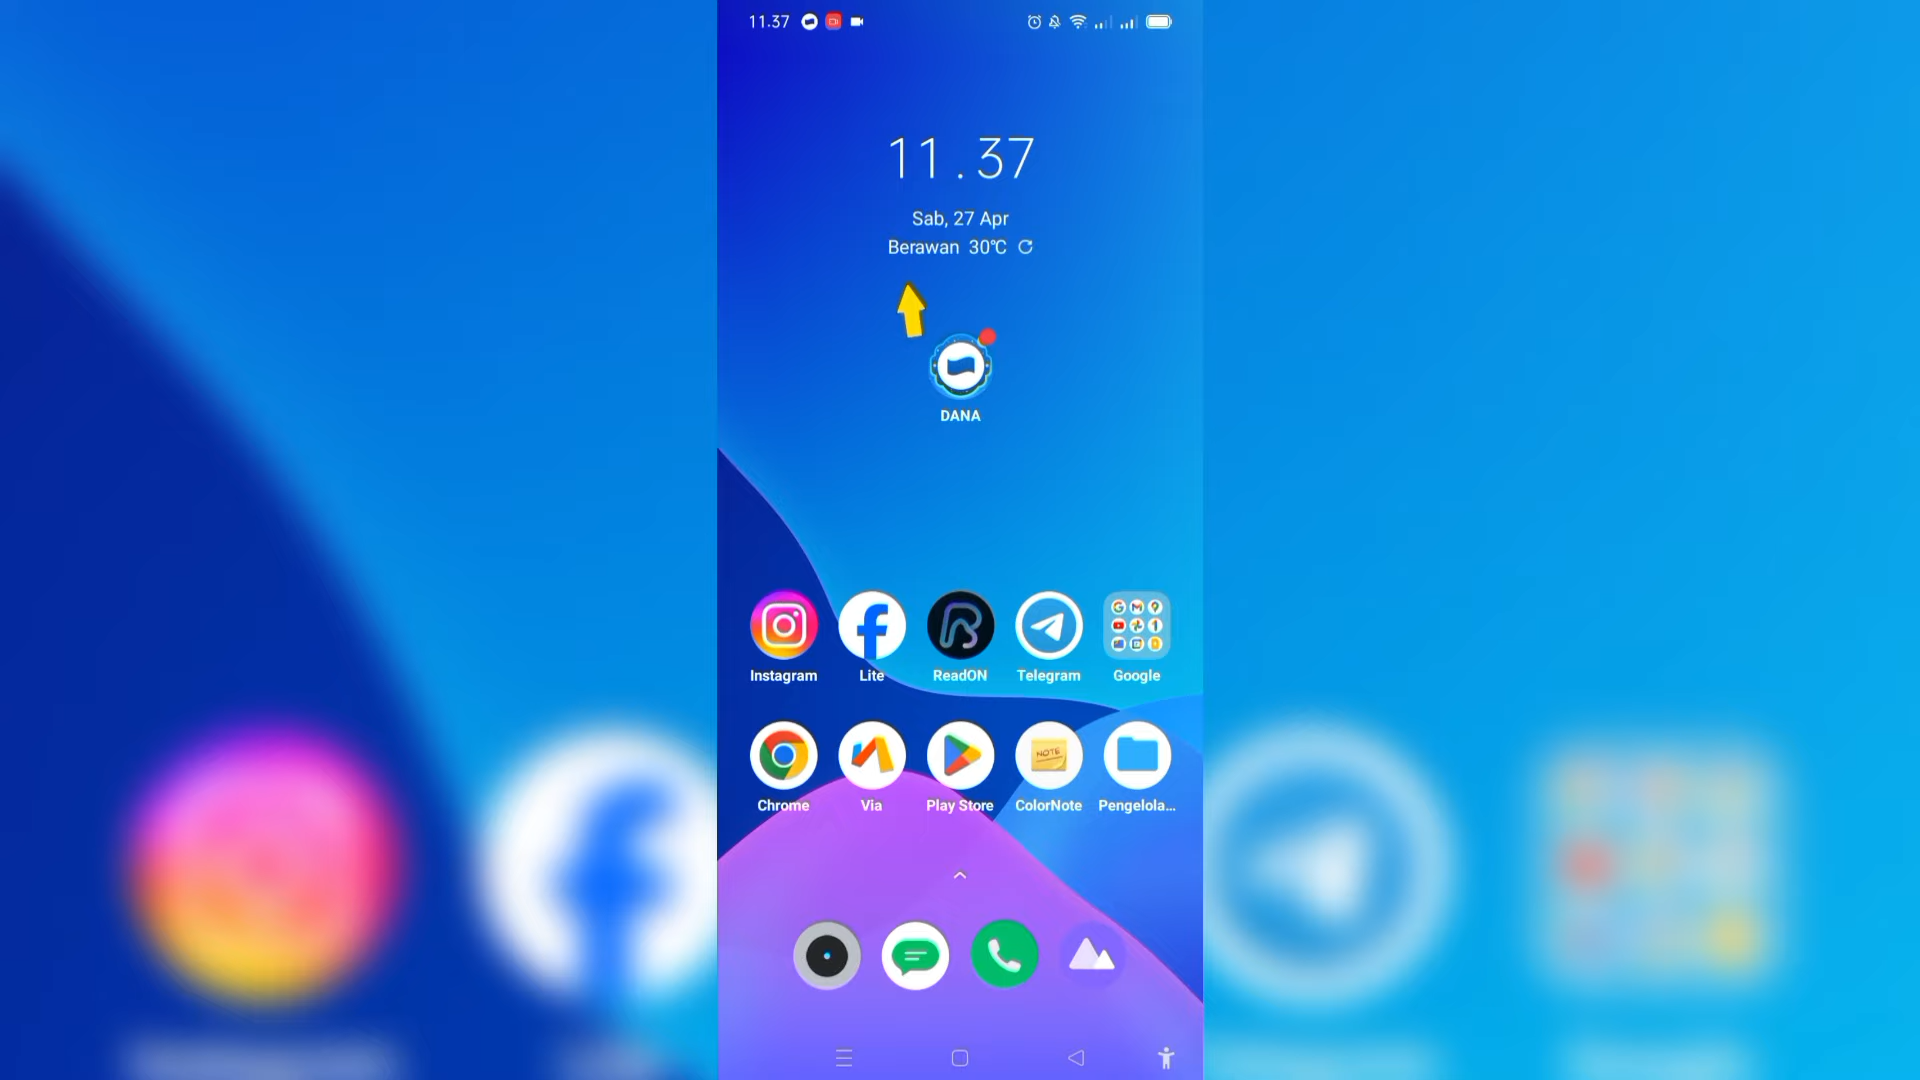 11.37
11.37
Sab, 27 Apr
Berawan 30°C
DANA
Instagram
Lite
ReadON
Telegram
Google
NOTE
Chrome
Via
Play Store
ColorNote
Pengelola...